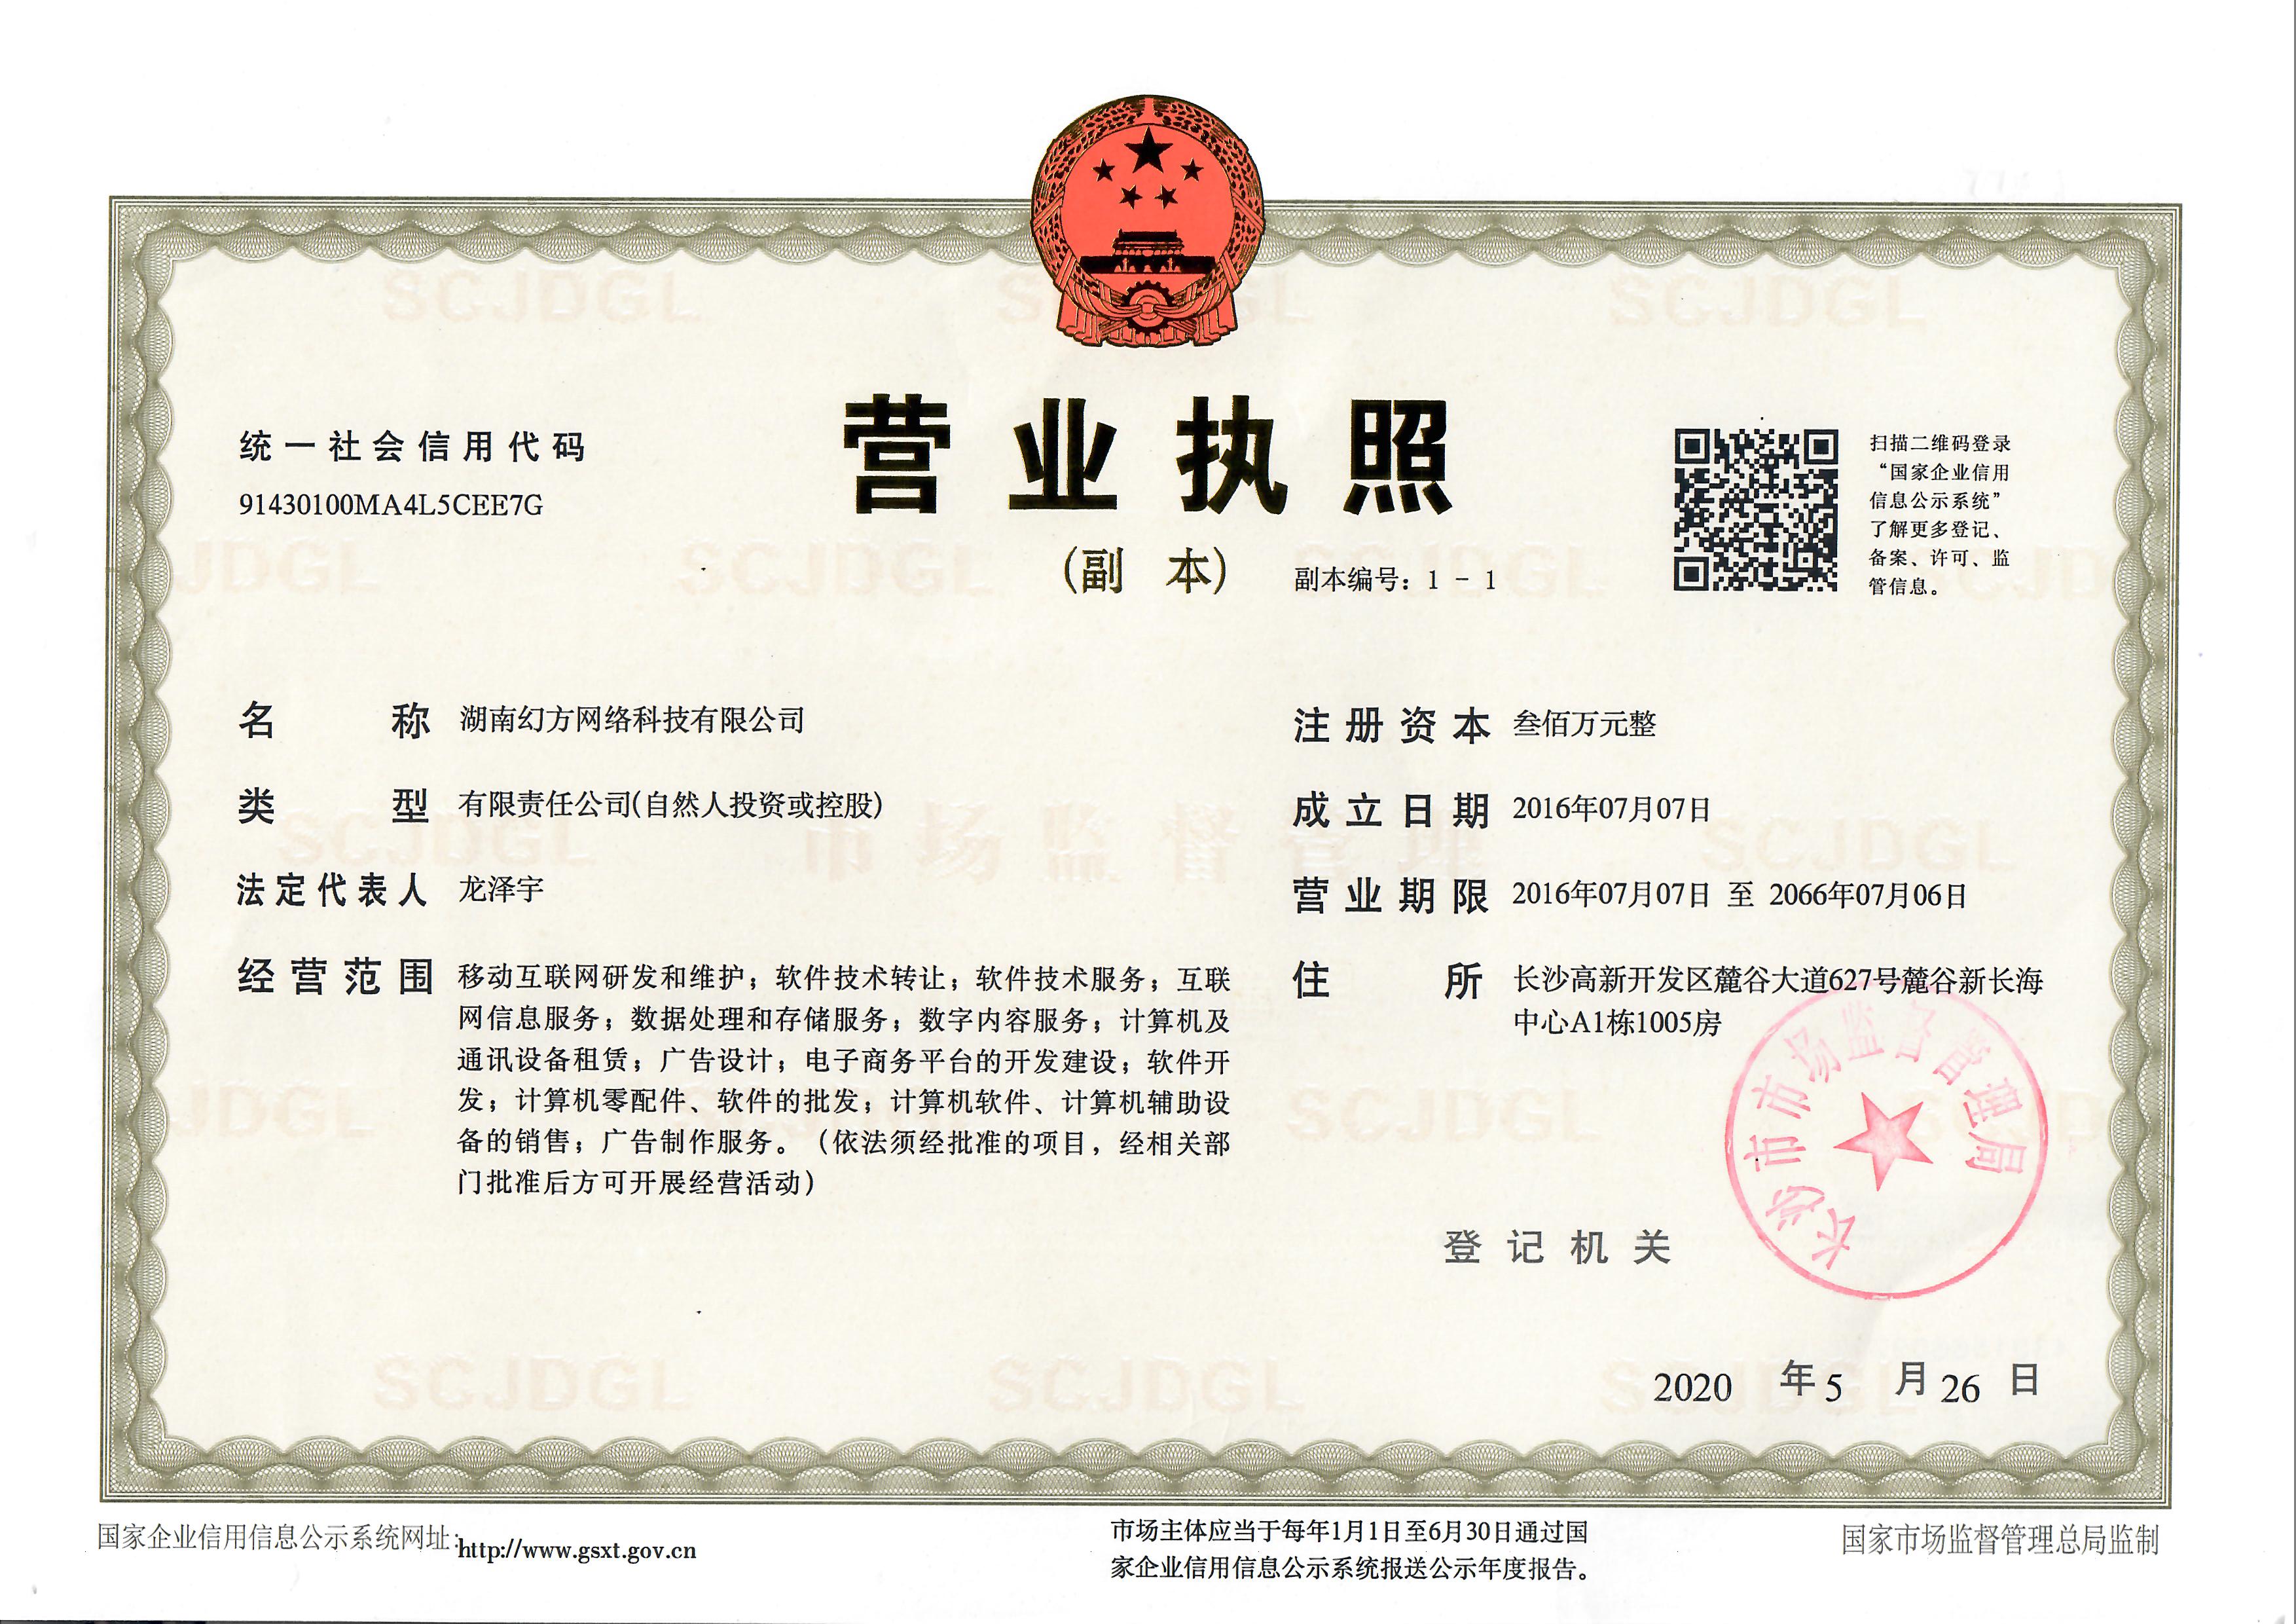 统一社会信用代码
91430100MA4L5CEE7G
营业执照
(副 本)
副本编号：1 - 1
扫描二维码登录
“国家企业信用
信息公示系统”
了解更多登记、
备案、许可、监
管信息。
名 称 湖南幻方网络科技有限公司
类 型 有限责任公司(自然人投资或控股)
法定代表人 龙泽宇
经营范围 移动互联网研发和维护；软件技术转让；软件技术服务；互联
网信息服务；数据处理和存储服务；数字内容服务；计算机及
通讯设备租赁；广告设计；电子商务平台的开发建设；软件开
发；计算机零配件、软件的批发；计算机软件、计算机辅助设
备的销售；广告制作服务。（依法须经批准的项目，经相关部
门批准后方可开展经营活动）
注册资本 叁佰万元整
成立日期 2016年07月07日
营业期限 2016年07月07日 至 2066年07月06日
住 所 长沙高新开发区麓谷大道627号麓谷新长海
中心A1栋1005房
长沙市市场监督管理局
登记机关
2020 年 5 月 26 日
SCJDGL
市场监督管理
国家企业信用信息公示系统网址:http://www.gsxt.gov.cn
市场主体应当于每年1月1日至6月30日通过国
家企业信用信息公示系统报送公示年度报告。
国家市场监督管理总局监制